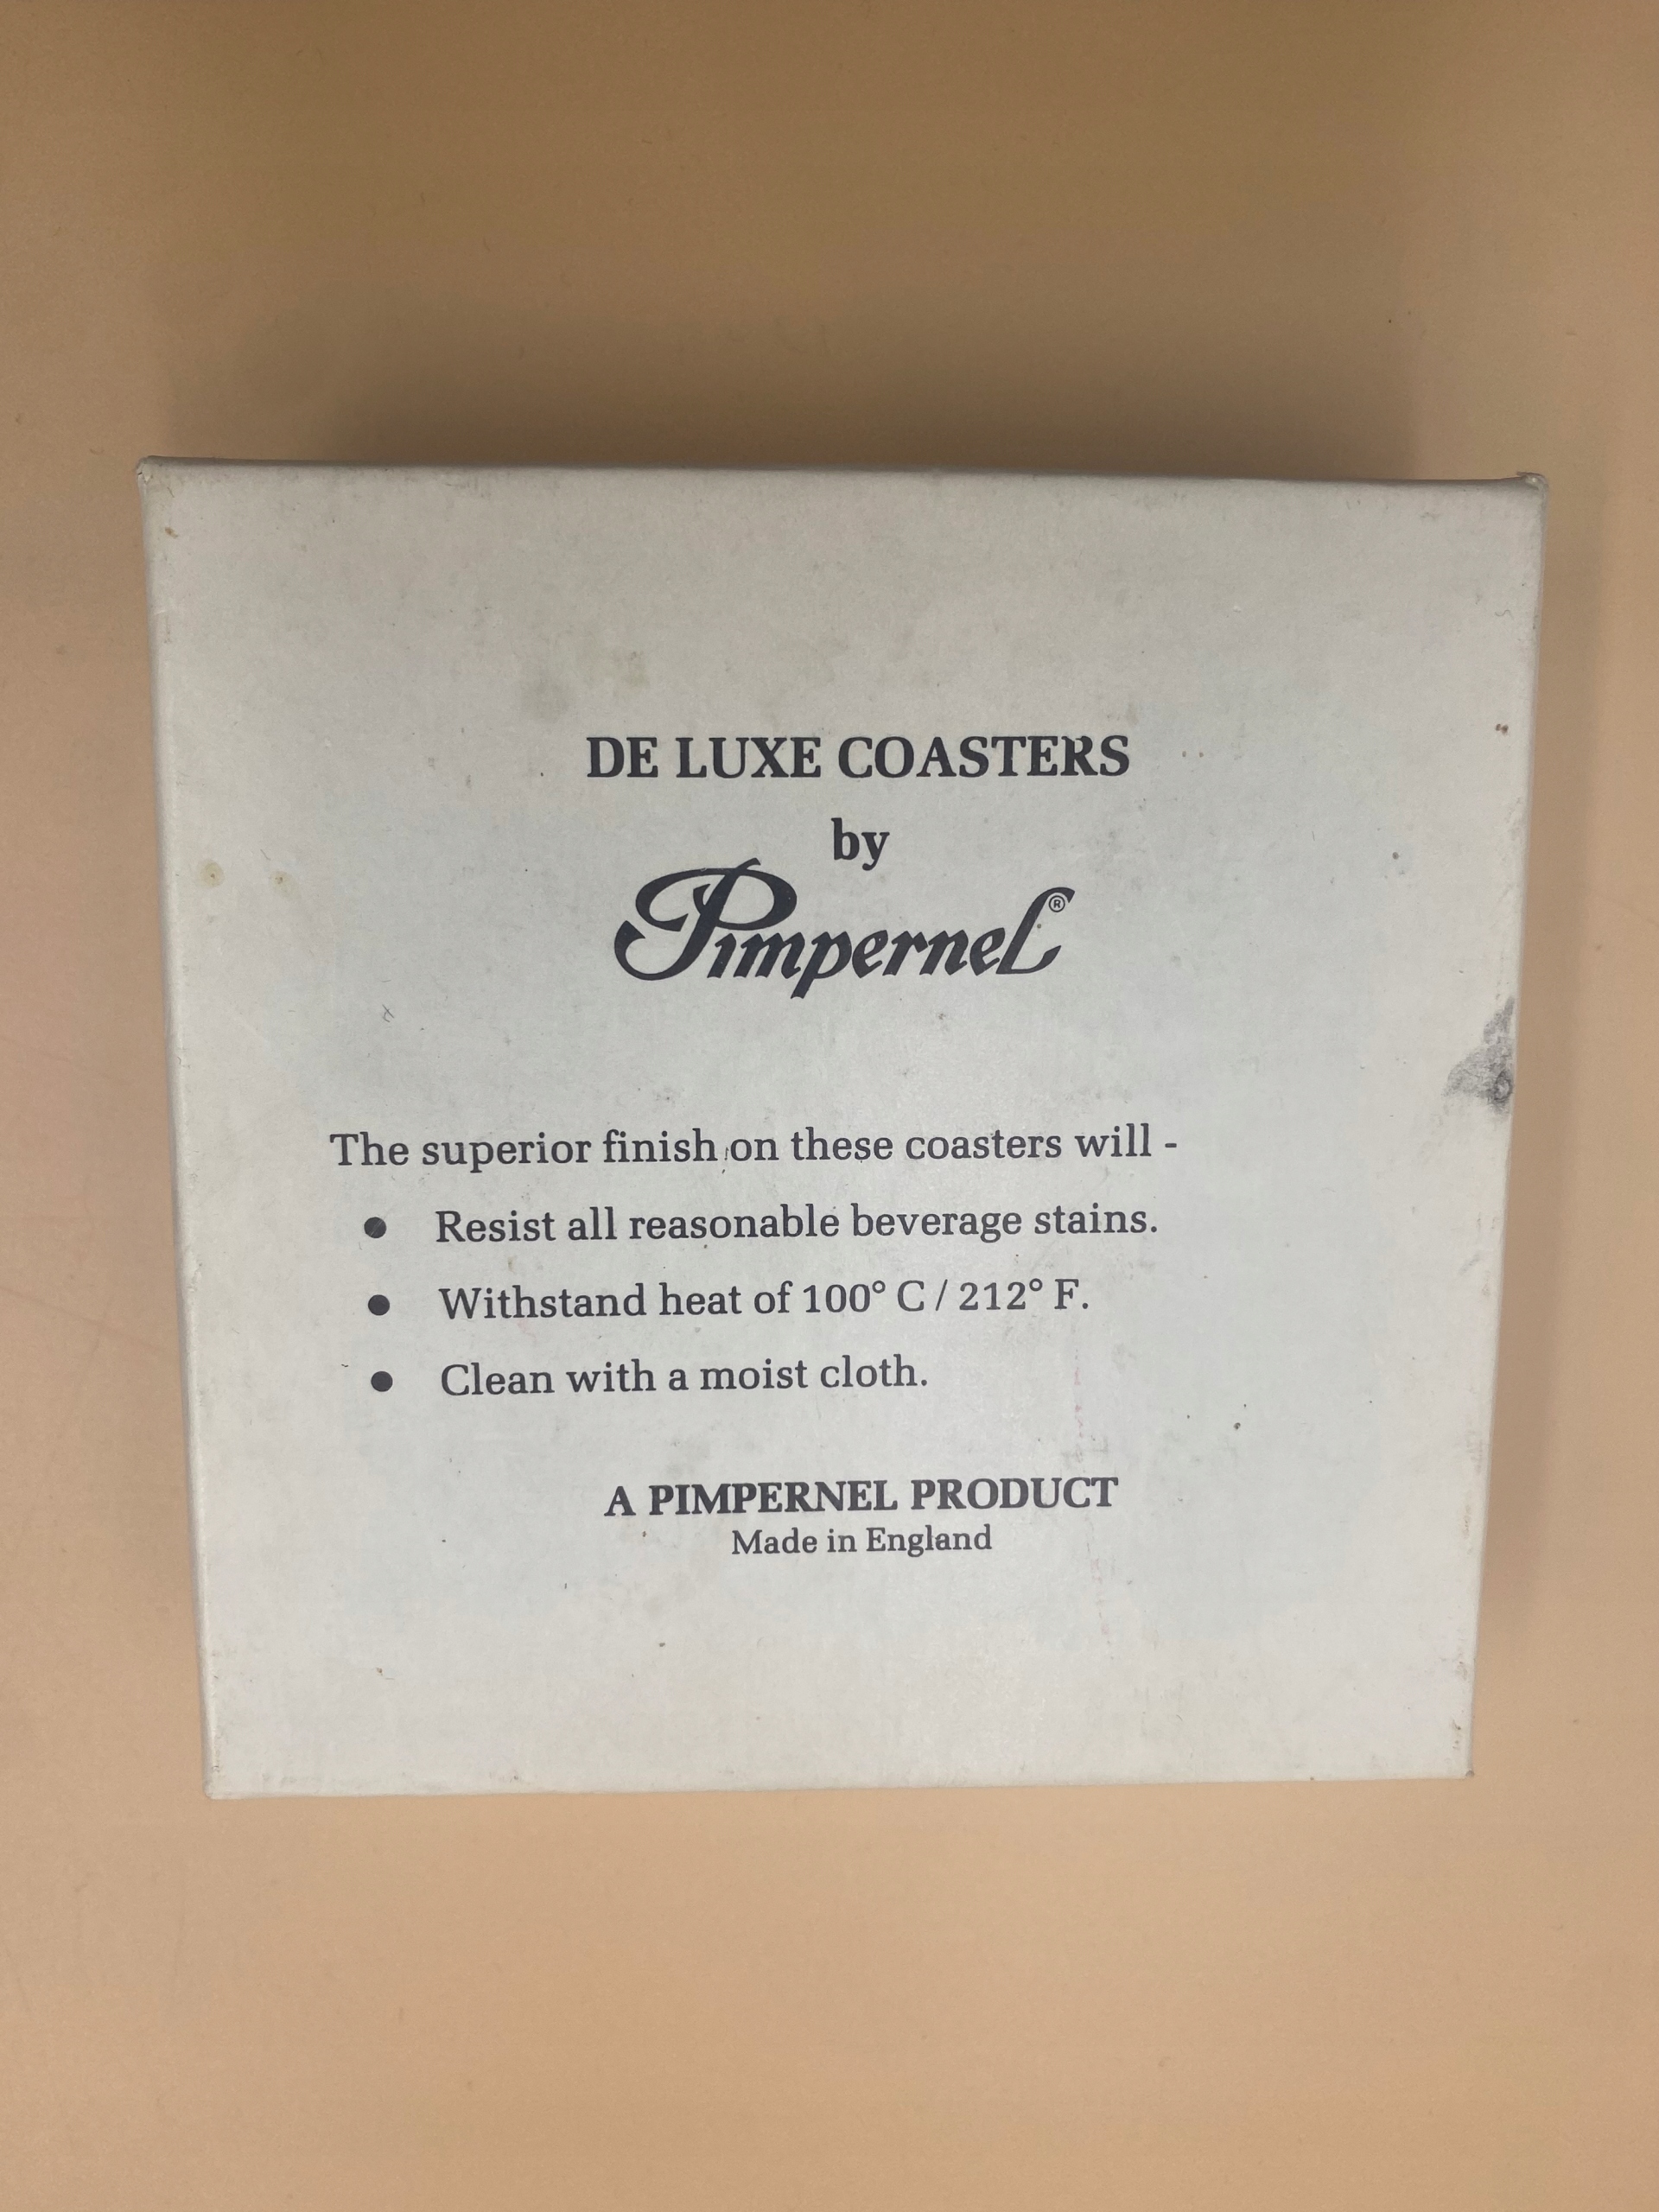 DE LUXE COASTERS
by
Pimpernel®
The superior finish on these coasters will -
● Resist all reasonable beverage stains.
● Withstand heat of 100° C / 212° F.
● Clean with a moist cloth.
A PIMPERNEL PRODUCT
Made in England